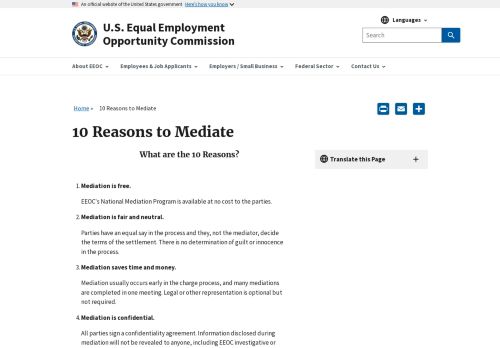 An official website of the United States government Here's how you know
U.S. Equal Employment
Opportunity Commission
Languages
Search
About EEOC
Employees & Job Applicants
Employers / Small Business
Federal Sector
Contact Us
Home » 10 Reasons to Mediate
10 Reasons to Mediate
What are the 10 Reasons?
Translate this Page +
1. Mediation is free.
EEOC's National Mediation Program is available at no cost to the parties.
2. Mediation is fair and neutral.
Parties have an equal say in the process and they, not the mediator, decide
the terms of the settlement. There is no determination of guilt or innocence
in the process.
3. Mediation saves time and money.
Mediation usually occurs early in the charge process, and many mediations
are completed in one meeting. Legal or other representation is optional but
not required.
4. Mediation is confidential.
All parties sign a confidentiality agreement. Information disclosed during
mediation will not be revealed to anyone, including EEOC investigative or